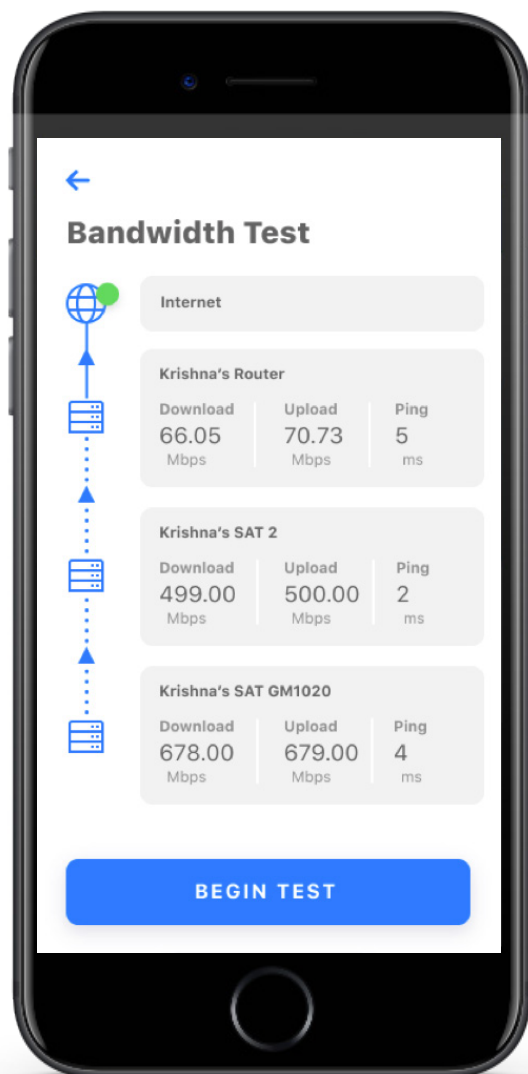 Bandwidth Test
Internet
Krishna's Router
Download Upload Ping
66.05 70.73 5
Mbps Mbps ms
Krishna's SAT 2
Download Upload Ping
499.00 500.00 2
Mbps Mbps ms
Krishna's SAT GM1020
Download Upload Ping
678.00 679.00 4
Mbps Mbps ms
BEGIN TEST